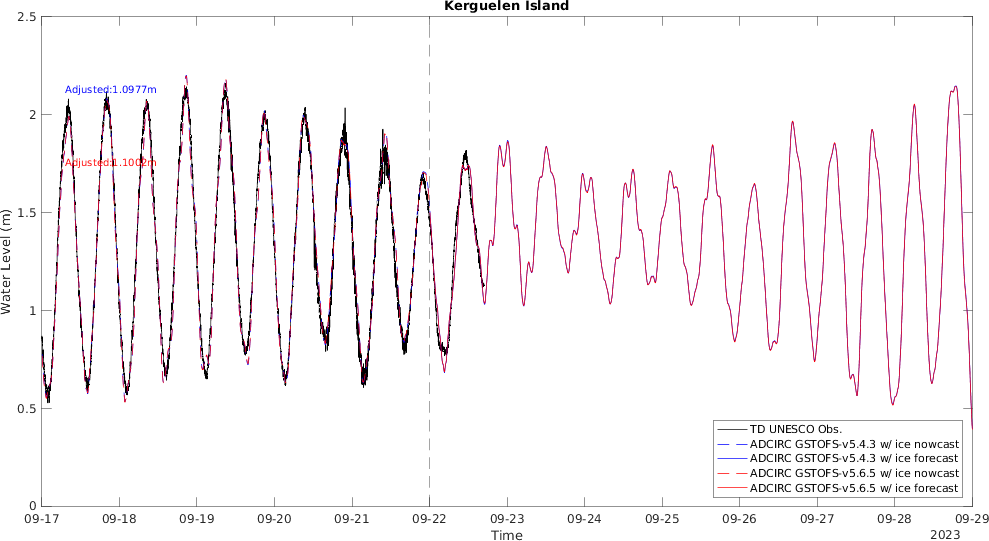 Kerguelen Island
2.5
2
1.5
1
0.5
0
Water Level (m)
Adjusted:1.0977m
Adjusted:1.1002m
TD UNESCO Obs.
ADCIRC GSTOFS-v5.4.3 w/ ice nowcast
ADCIRC GSTOFS-v5.4.3 w/ ice forecast
ADCIRC GSTOFS-v5.6.5 w/ ice nowcast
ADCIRC GSTOFS-v5.6.5 w/ ice forecast
09-17 09-18 09-19 09-20 09-21 09-22 09-23 09-24 09-25 09-26 09-27 09-28 09-29
Time
2023